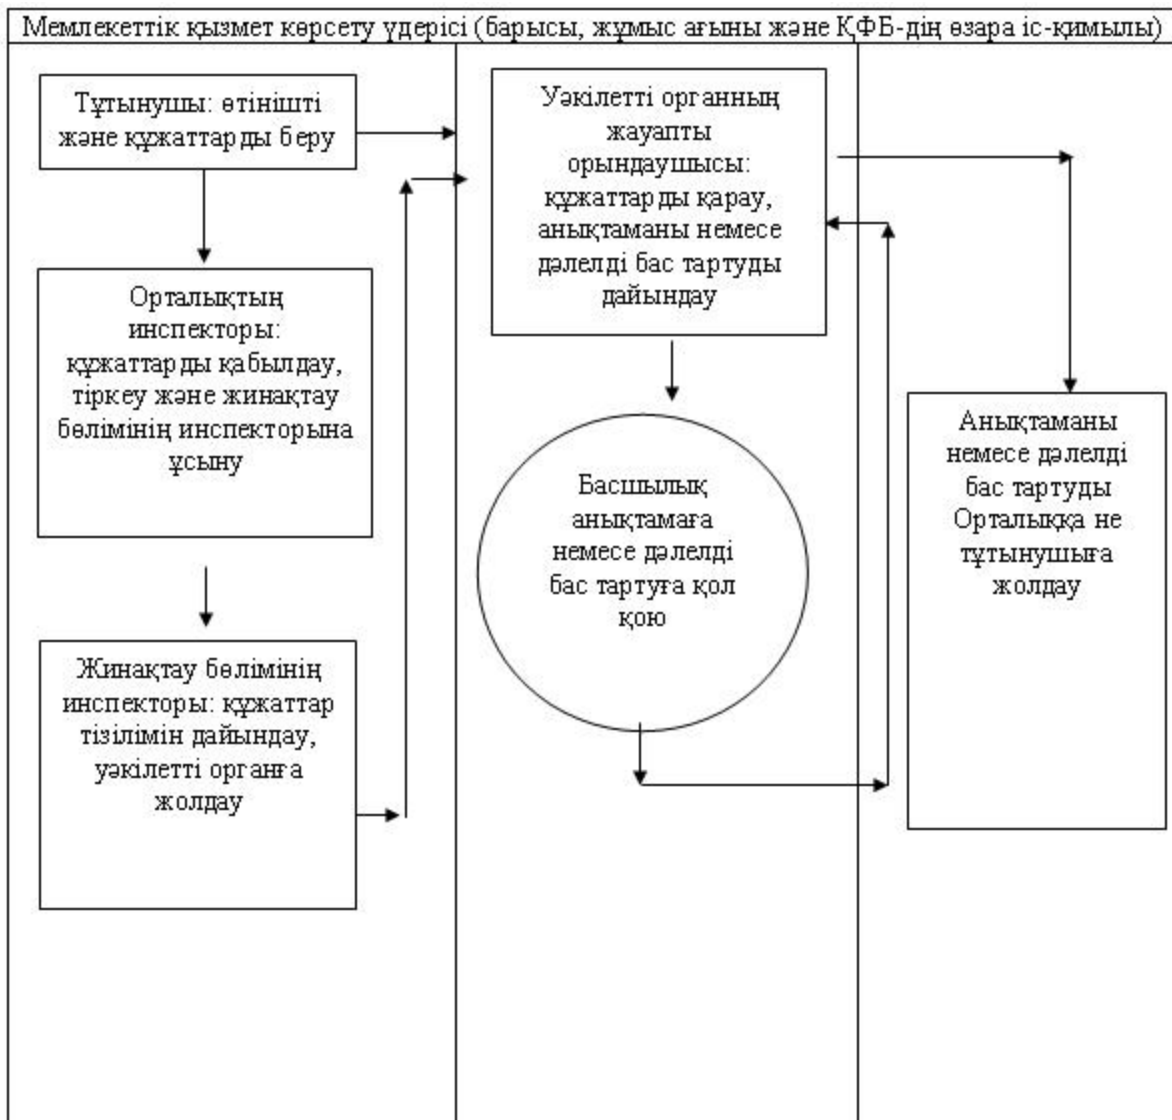 Мемлекеттік қызмет көрсету үдерісі (барысы, жұмыс ағыны және ҚФБ-дің өзара іс-қимылы)
Тұтынушы: өтінішті
және құжаттарды беру
Орталықтың
инспекторы:
құжаттарды қабылдау,
тіркеу және жинақтау
бөлімінің инспекторына
ұсыну
Жинақтау бөлімінің
инспекторы: құжаттар
тізілімін дайындау,
уәкілетті органға
жолдау
Уәкілетті органның
жауапты
орындаушысы:
құжаттарды қарау,
анықтаманы немесе
дәлелді бас тартуды
дайындау
Басшылық
анықтамаға
немесе дәлелді
бас тартуға қол
қою
Анықтаманы
немесе дәлелді
бас тартуды
Орталыққа не
тұтынушыға
жолдау